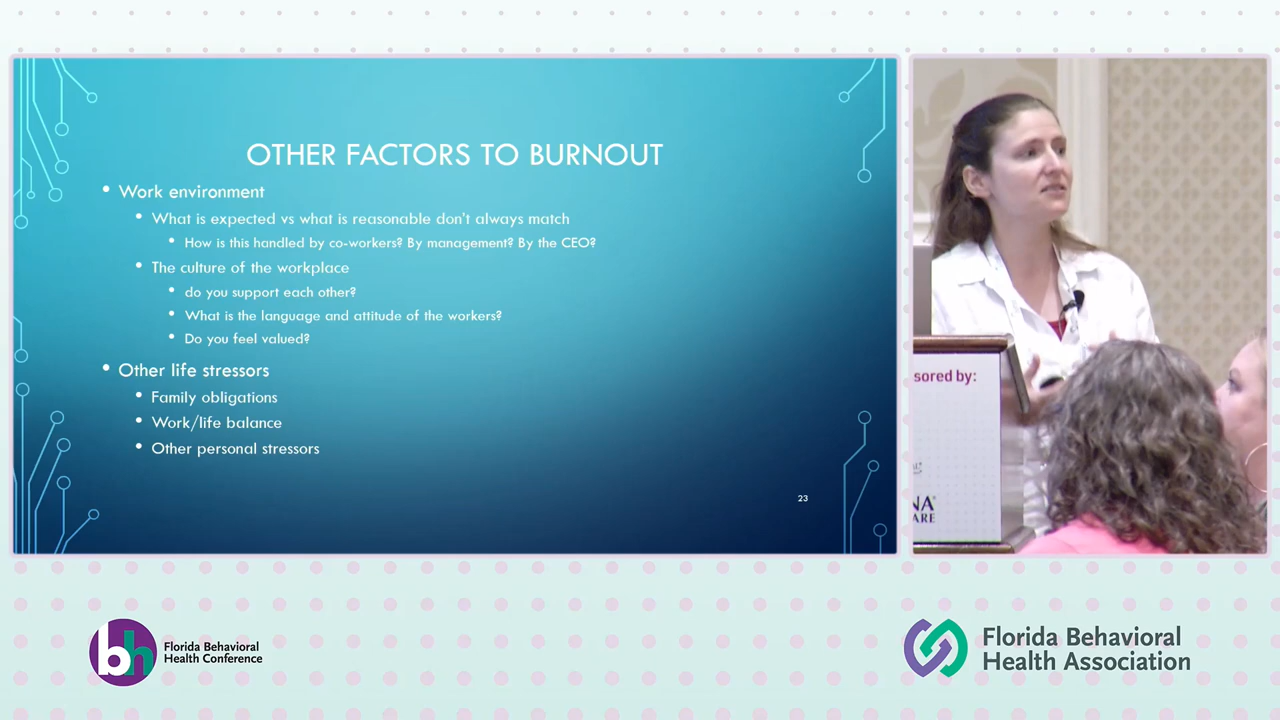 OTHER FACTORS TO BURNOUT
• Work environment
• What is expected vs what is reasonable don't always match
• How is this handled by co-workers? By management? By the CEO?
• The culture of the workplace
• do you support each other?
• What is the language and attitude of the workers?
• Do you feel valued?
• Other life stressors
• Family obligations
• Work/life balance
• Other personal stressors
23
sored by:
NA
ARE
bh
Florida Behavioral
Health Conference
Florida Behavioral
Health Association